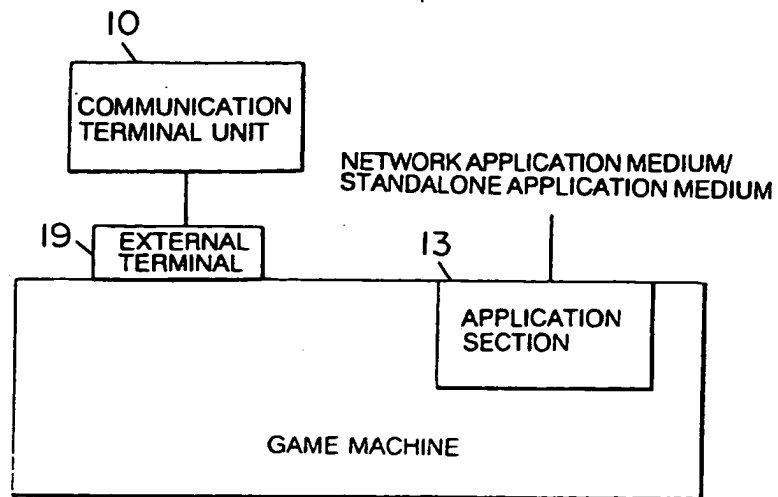 10
COMMUNICATION
TERMINAL UNIT
NETWORK APPLICATION MEDIUM/
STANDALONE APPLICATION MEDIUM
19
EXTERNAL
TERMINAL
13
APPLICATION
SECTION
GAME MACHINE